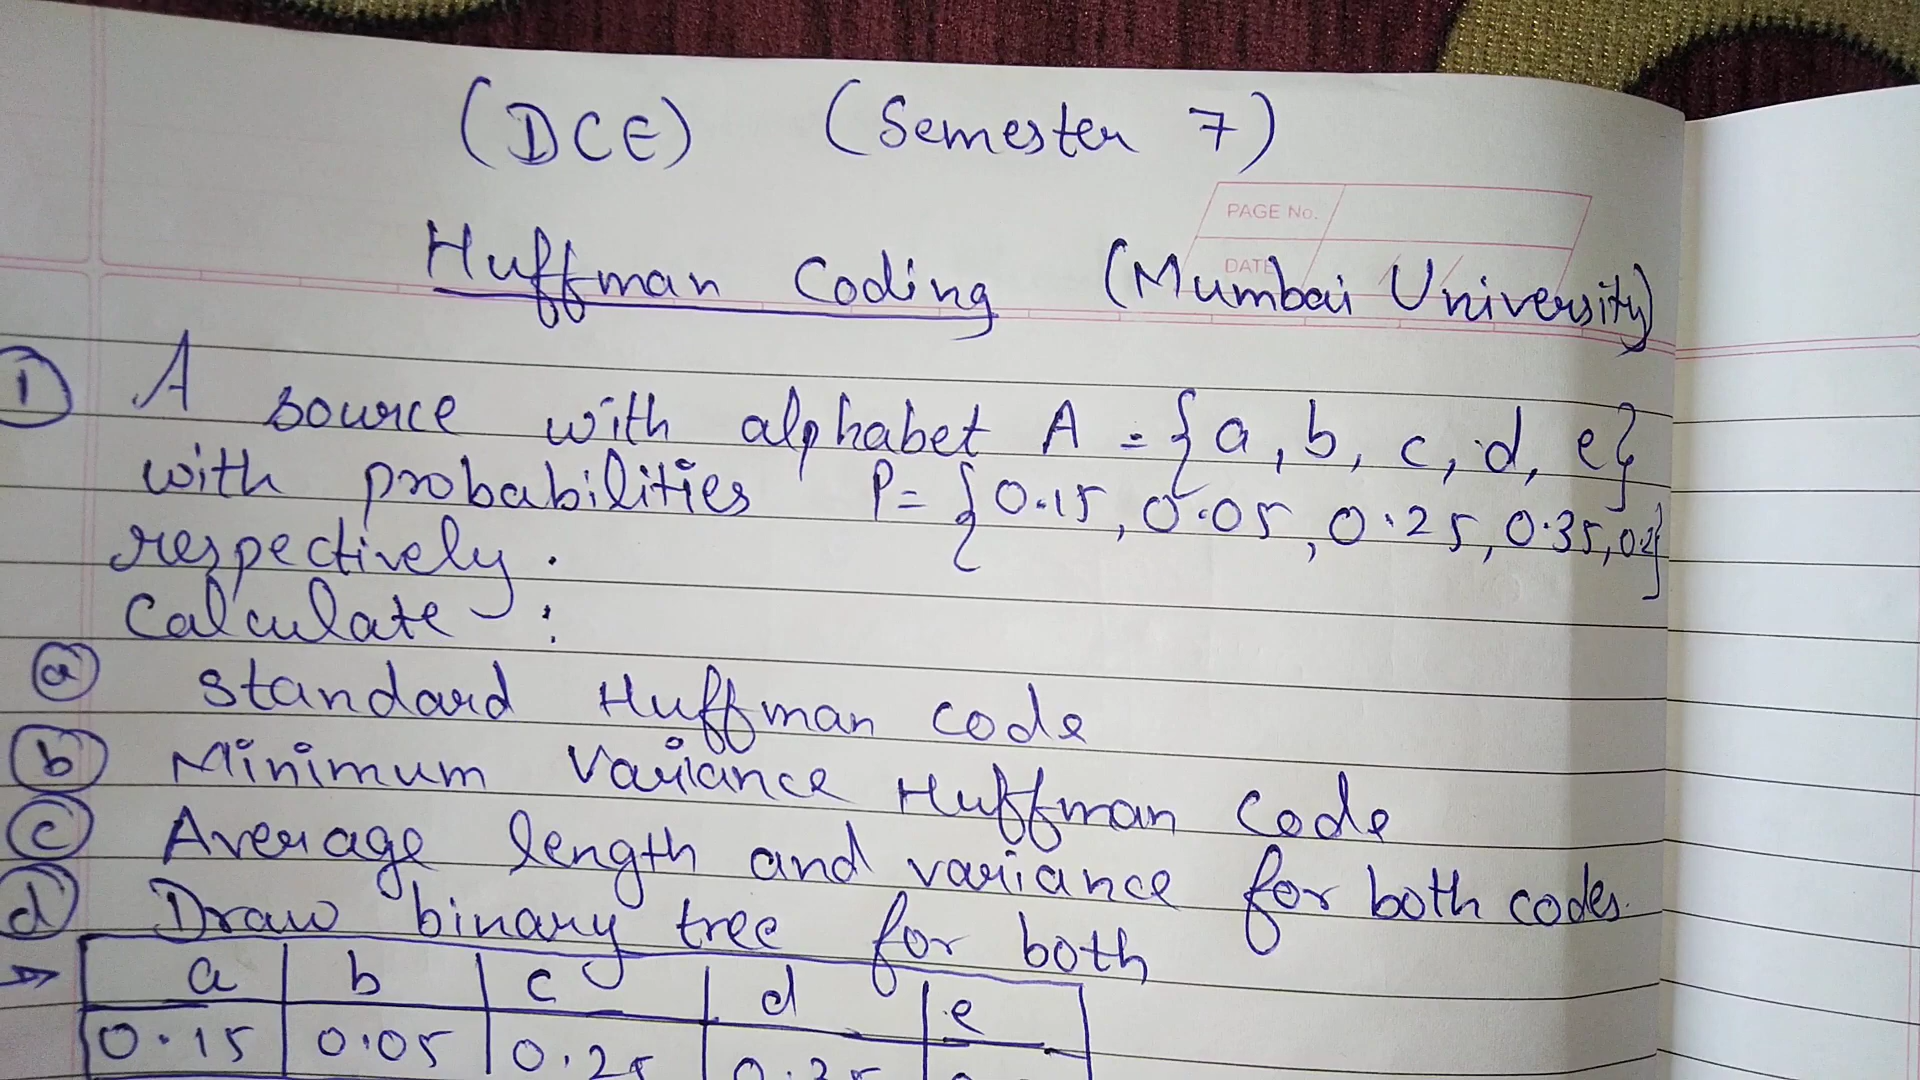 (DCE) (Semester 7)
PAGE No.
DATE
Huffman Coding (Mumbai University)
1 A source with alphabet A = {a, b, c, d, e}
with probabilities P = {0.15, 0.05, 0.25, 0.35, 0.2}
respectively.
Calculate :
a Standard Huffman code
b Minimum Variance Huffman Code
c Average length and variance for both codes.
d Draw binary tree for both
⇒ a b c d e
0.15 0.05 0.25 0.35